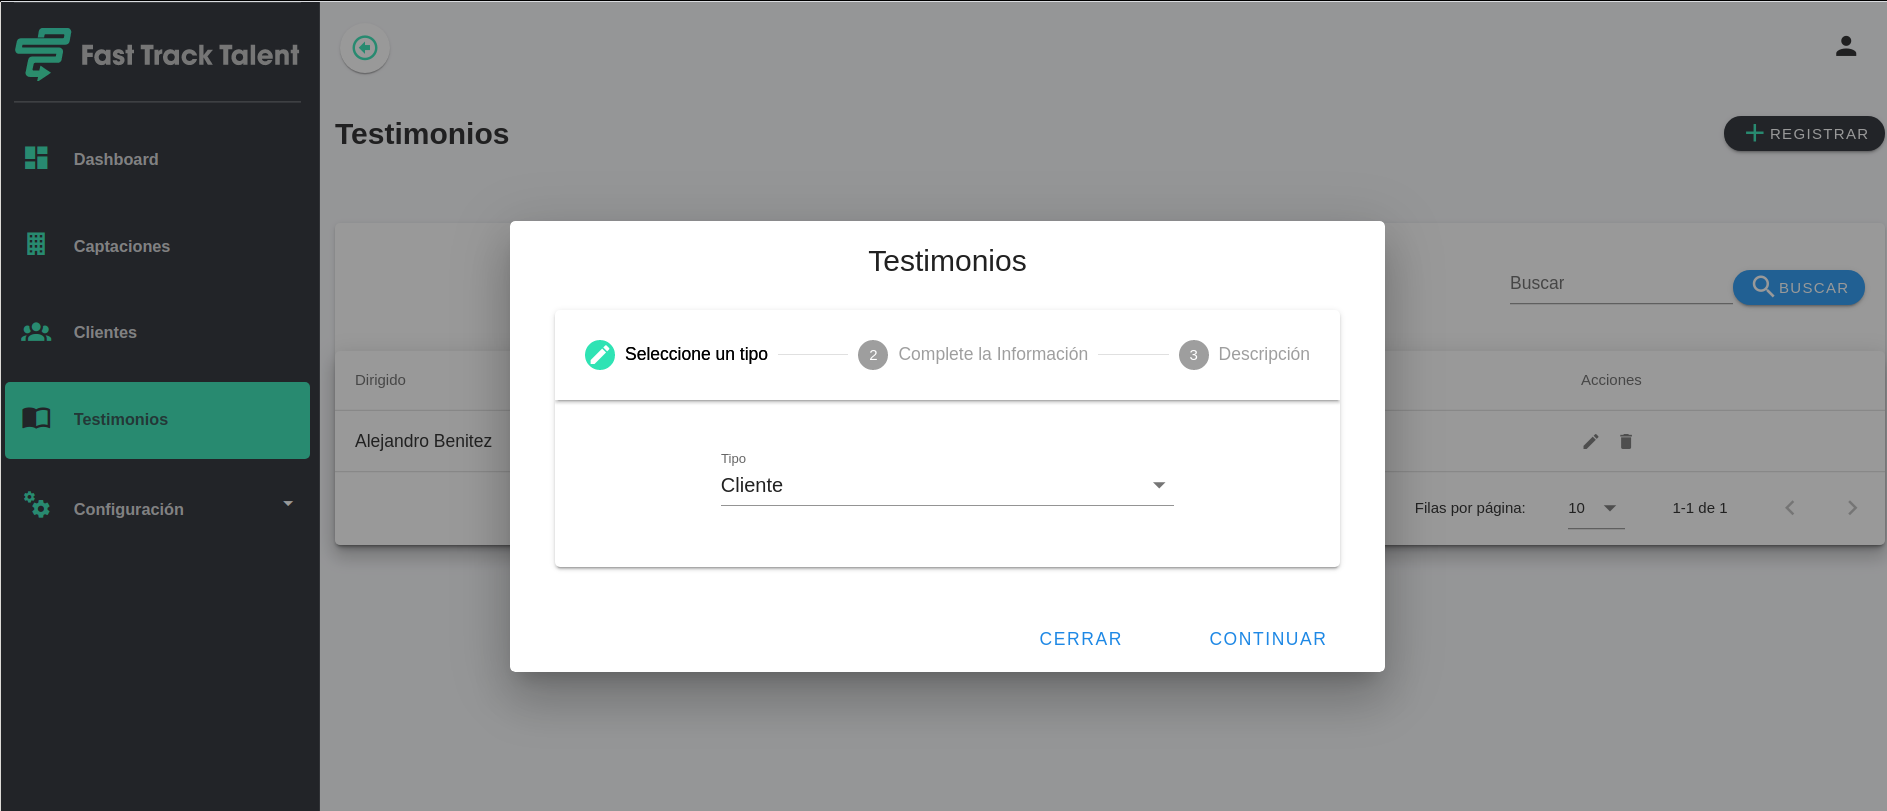 Fast Track Talent
Dashboard
Captaciones
Clientes
Testimonios
Configuración
Testimonios
REGISTRAR
Buscar
BUSCAR
Dirigido
Acciones
Alejandro Benitez
Filas por página:
10
1-1 de 1
Testimonios
Seleccione un tipo
2 Complete la Información
3 Descripción
Tipo
Cliente
CERRAR
CONTINUAR